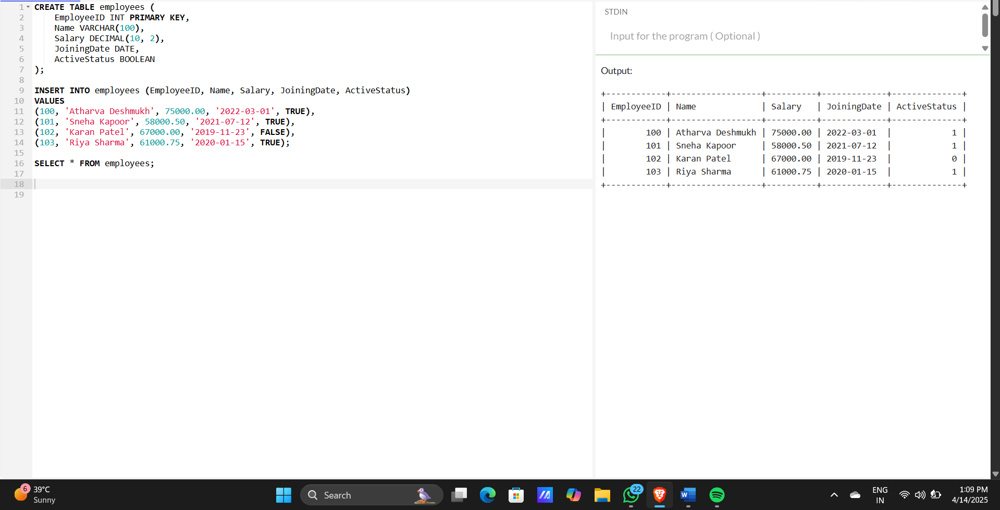 1 CREATE TABLE employees (
2     EmployeeID INT PRIMARY KEY,
3     Name VARCHAR(100),
4     Salary DECIMAL(10, 2),
5     JoiningDate DATE,
6     ActiveStatus BOOLEAN
7 );
8
9 INSERT INTO employees (EmployeeID, Name, Salary, JoiningDate, ActiveStatus)
10 VALUES
11 (100, 'Atharva Deshmukh', 75000.00, '2022-03-01', TRUE),
12 (101, 'Sneha Kapoor', 58000.50, '2021-07-12', TRUE),
13 (102, 'Karan Patel', 67000.00, '2019-11-23', FALSE),
14 (103, 'Riya Sharma', 61000.75, '2020-01-15', TRUE);
15
16 SELECT * FROM employees;
17
18
19
STDIN
Input for the program ( Optional )
Output:
+------------+------------------+----------+-------------+--------------+
| EmployeeID | Name             | Salary   | JoiningDate | ActiveStatus |
+------------+------------------+----------+-------------+--------------+
|        100 | Atharva Deshmukh | 75000.00 | 2022-03-01  |            1 |
|        101 | Sneha Kapoor     | 58000.50 | 2021-07-12  |            1 |
|        102 | Karan Patel      | 67000.00 | 2019-11-23  |            0 |
|        103 | Riya Sharma      | 61000.75 | 2020-01-15  |            1 |
+------------+------------------+----------+-------------+--------------+
6
39°C
Sunny
Search
22
W
ENG
IN
1:09 PM
4/14/2025